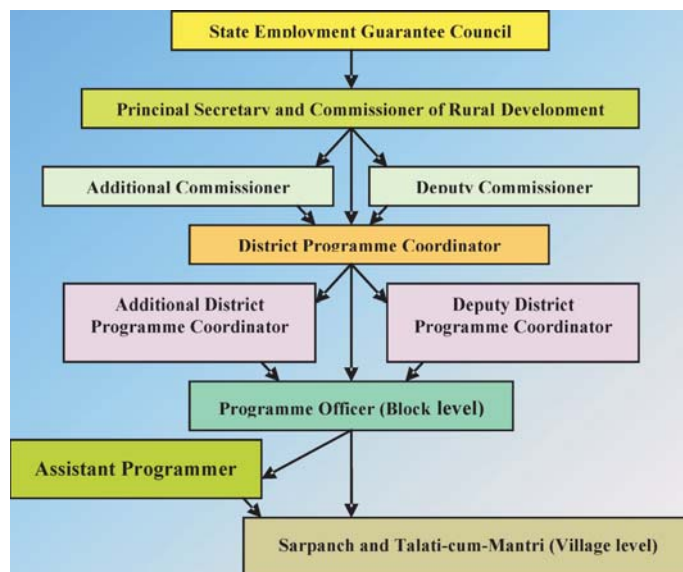 State Employment Guarantee Council
Principal Secretary and Commissioner of Rural Development
Additional Commissioner
Deputy Commissioner
District Programme Coordinator
Additional District
Programme Coordinator
Deputy District
Programme Coordinator
Programme Officer (Block level)
Assistant Programmer
Sarpanch and Talati-cum-Mantri (Village level)